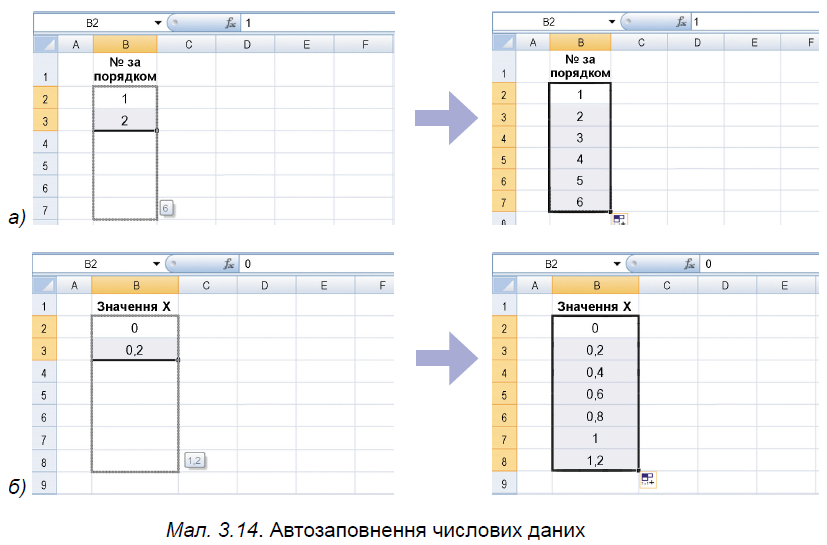 B2 fx 1
A B C D E F
1 № за
порядком
2 1
3 2
4
5
6
7
6
а)
B2 fx 1
A B C D E F
1 № за
порядком
2 1
3 2
4 3
5 4
6 5
7 6
B2 fx 0
A B C D E F
1 Значення X
2 0
3 0,2
4
5
6
7
8
9
1,2
б)
B2 fx 0
A B C D E
1 Значення X
2 0
3 0,2
4 0,4
5 0,6
6 0,8
7 1
8 1,2
9
Мал. 3.14. Автозаповнення числових даних